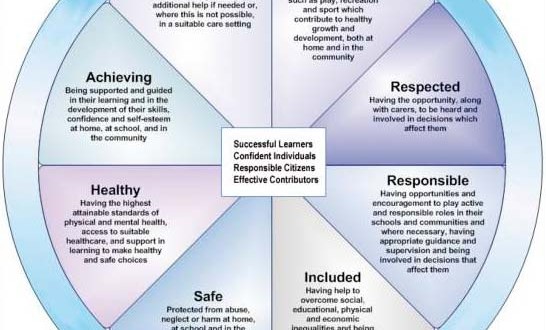 additional help if needed or,
where this is not possible,
in a suitable care setting
such as play, recreation
and sport which
contribute to healthy
growth and
development, both at
home and in the
community
Achieving
Being supported and guided
in their learning and in the
development of their skills,
confidence and self-esteem
at home, at school, and in
the community
Respected
Having the opportunity, along
with carers, to be heard and
involved in decisions which
affect them
Successful Learners
Confident Individuals
Responsible Citizens
Effective Contributors
Healthy
Having the highest
attainable standards of
physical and mental health,
access to suitable
healthcare, and support in
learning to make healthy
and safe choices
Responsible
Having opportunities and
encouragement to play active
and responsible roles in their
schools and communities and
where necessary, having
appropriate guidance and
supervision and being
involved in decisions that
affect them
Safe
Protected from abuse,
neglect or harm at home,
at school and in the
Included
Having help to
overcome social,
educational, physical
and economic
inequalities and being